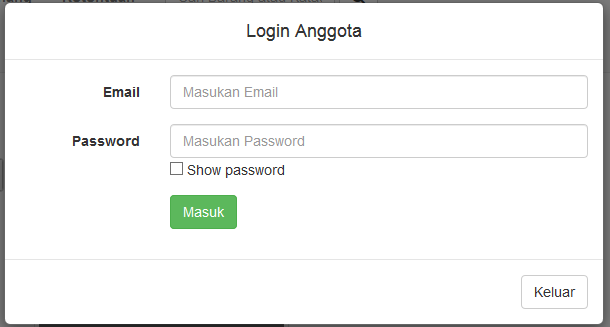 Login Anggota
Email
Masukan Email
Password
Masukan Password
Show password
Masuk
Keluar